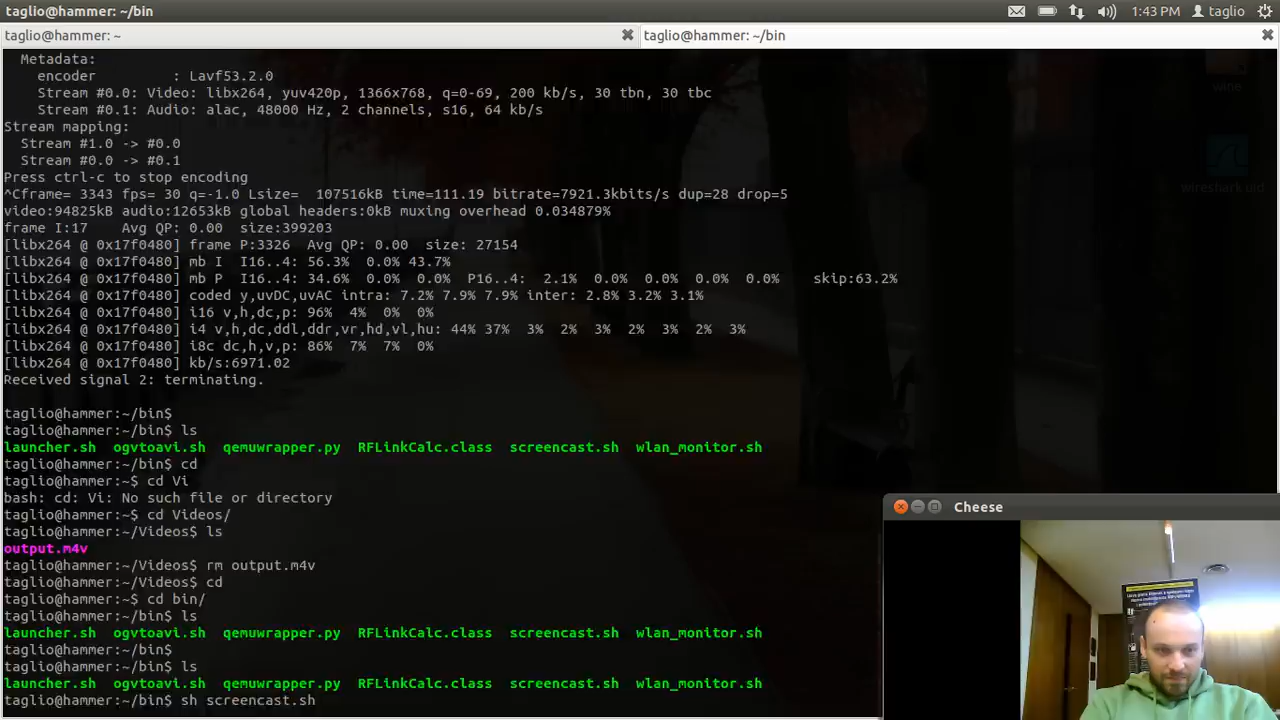 taglio@hammer: ~/bin
1:43 PM
taglio
taglio@hammer: ~
taglio@hammer: ~/bin
Metadata:
encoder : Lavf53.2.0
Stream #0.0: Video: libx264, yuv420p, 1366x768, q=0-69, 200 kb/s, 30 tbn, 30 tbc
Stream #0.1: Audio: alac, 48000 Hz, 2 channels, s16, 64 kb/s
Stream mapping:
Stream #1.0 -> #0.0
Stream #0.0 -> #0.1
Press ctrl-c to stop encoding
^Cframe= 3343 fps= 30 q=-1.0 Lsize= 107516kB time=111.19 bitrate=7921.3kbits/s dup=28 drop=5
video:94825kB audio:12653kB global headers:0kB muxing overhead 0.034879%
frame I:17 Avg QP: 0.00 size:399203
[libx264 @ 0x17f0480] frame P:3326 Avg QP: 0.00 size: 27154
[libx264 @ 0x17f0480] mb I I16..4: 56.3% 0.0% 43.7%
[libx264 @ 0x17f0480] mb P I16..4: 34.6% 0.0% 0.0% P16..4: 2.1% 0.0% 0.0% 0.0% 0.0% skip:63.2%
[libx264 @ 0x17f0480] coded y,uvDC,uvAC intra: 7.2% 7.9% 7.9% inter: 2.8% 3.2% 3.1%
[libx264 @ 0x17f0480] i16 v,h,dc,p: 96% 4% 0% 0%
[libx264 @ 0x17f0480] i4 v,h,dc,ddl,ddr,vr,hd,vl,hu: 44% 37% 3% 2% 3% 3% 3% 2% 3%
[libx264 @ 0x17f0480] i8c dc,h,v,p: 86% 7% 7% 0%
[libx264 @ 0x17f0480] kb/s:6971.02
Received signal 2: terminating.
taglio@hammer:~/bin$
taglio@hammer:~/bin$ ls
launcher.sh ogvtoavi.sh qemuwrapper.py RFLinkCalc.class screencast.sh wlan_monitor.sh
taglio@hammer:~/bin$ cd
taglio@hammer:~$ cd Vi
bash: cd: Vi: No such file or directory
taglio@hammer:~$ cd Videos/
taglio@hammer:~/Videos$ ls
output.m4v
taglio@hammer:~/Videos$ rm output.m4v
taglio@hammer:~/Videos$ cd
taglio@hammer:~$ cd bin/
taglio@hammer:~/bin$ ls
launcher.sh ogvtoavi.sh qemuwrapper.py RFLinkCalc.class screencast.sh wlan_monitor.sh
taglio@hammer:~/bin$
taglio@hammer:~/bin$ ls
launcher.sh ogvtoavi.sh qemuwrapper.py RFLinkCalc.class screencast.sh wlan_monitor.sh
taglio@hammer:~/bin$ sh screencast.sh
wine
wireshark uid
Cheese